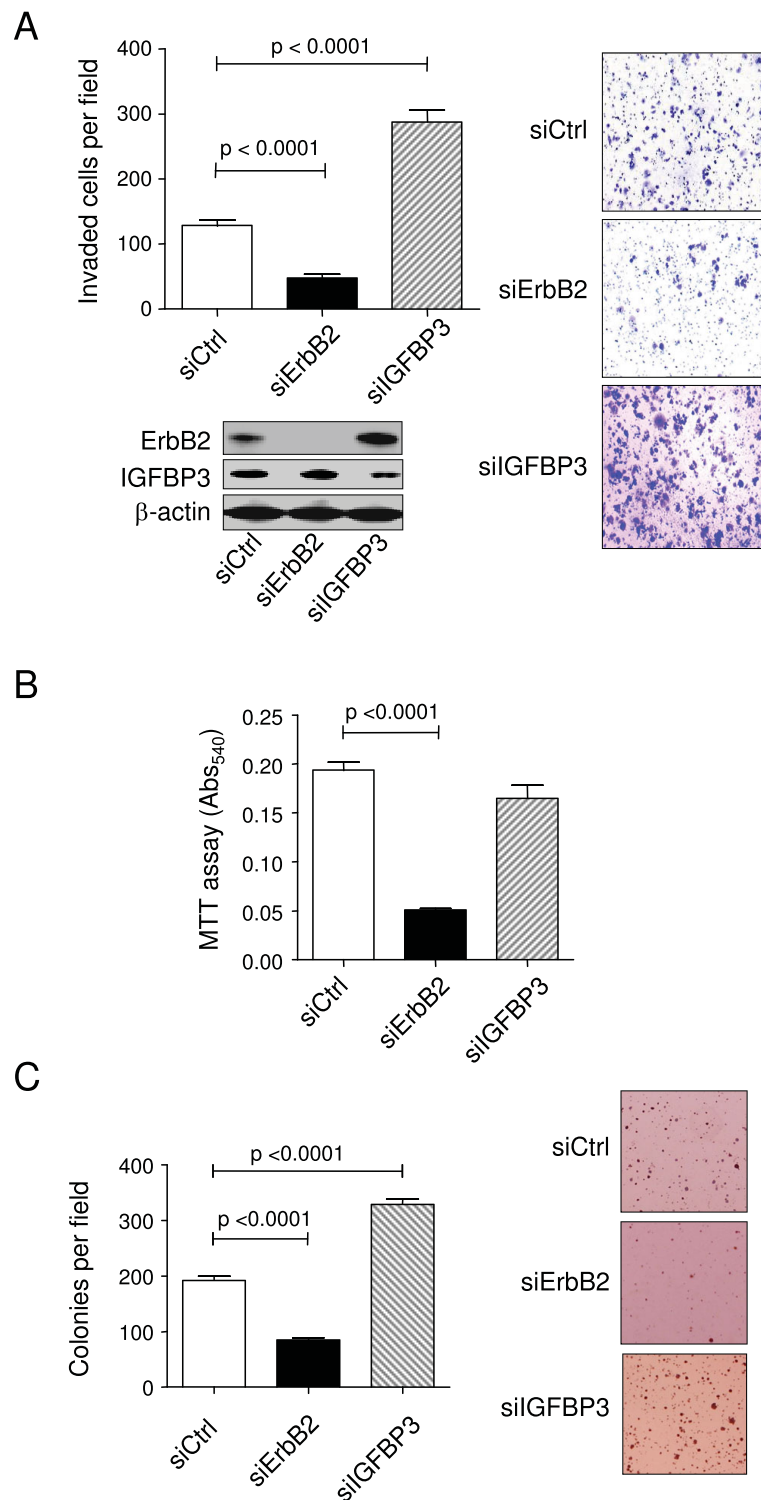 A
p < 0.0001
p < 0.0001
Invaded cells per field
400
300
200
100
0
siCtrl
siErbB2
siIGFBP3
siCtrl
siErbB2
siIGFBP3
ErbB2
IGFBP3
β-actin
siCtrl
siErbB2
siIGFBP3
B
p <0.0001
MTT assay (Abs540)
0.25
0.20
0.15
0.10
0.05
0.00
siCtrl
siErbB2
siIGFBP3
C
p <0.0001
p <0.0001
Colonies per field
400
300
200
100
0
siCtrl
siErbB2
siIGFBP3
siCtrl
siErbB2
siIGFBP3